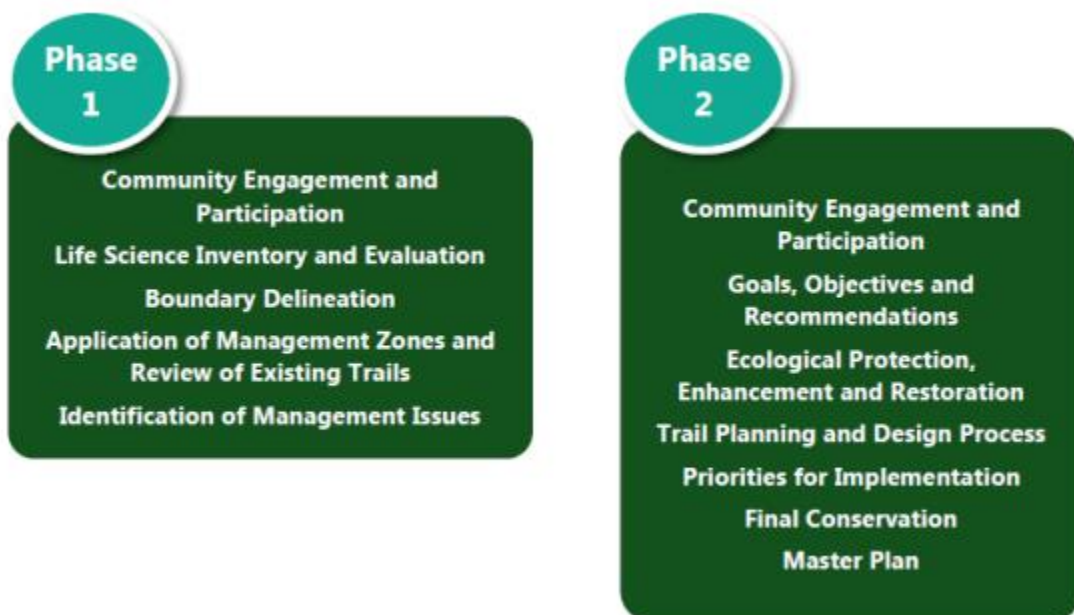 Phase
1
Community Engagement and
Participation
Life Science Inventory and Evaluation
Boundary Delineation
Application of Management Zones and
Review of Existing Trails
Identification of Management Issues
Phase
2
Community Engagement and
Participation
Goals, Objectives and
Recommendations
Ecological Protection,
Enhancement and Restoration
Trail Planning and Design Process
Priorities for Implementation
Final Conservation
Master Plan